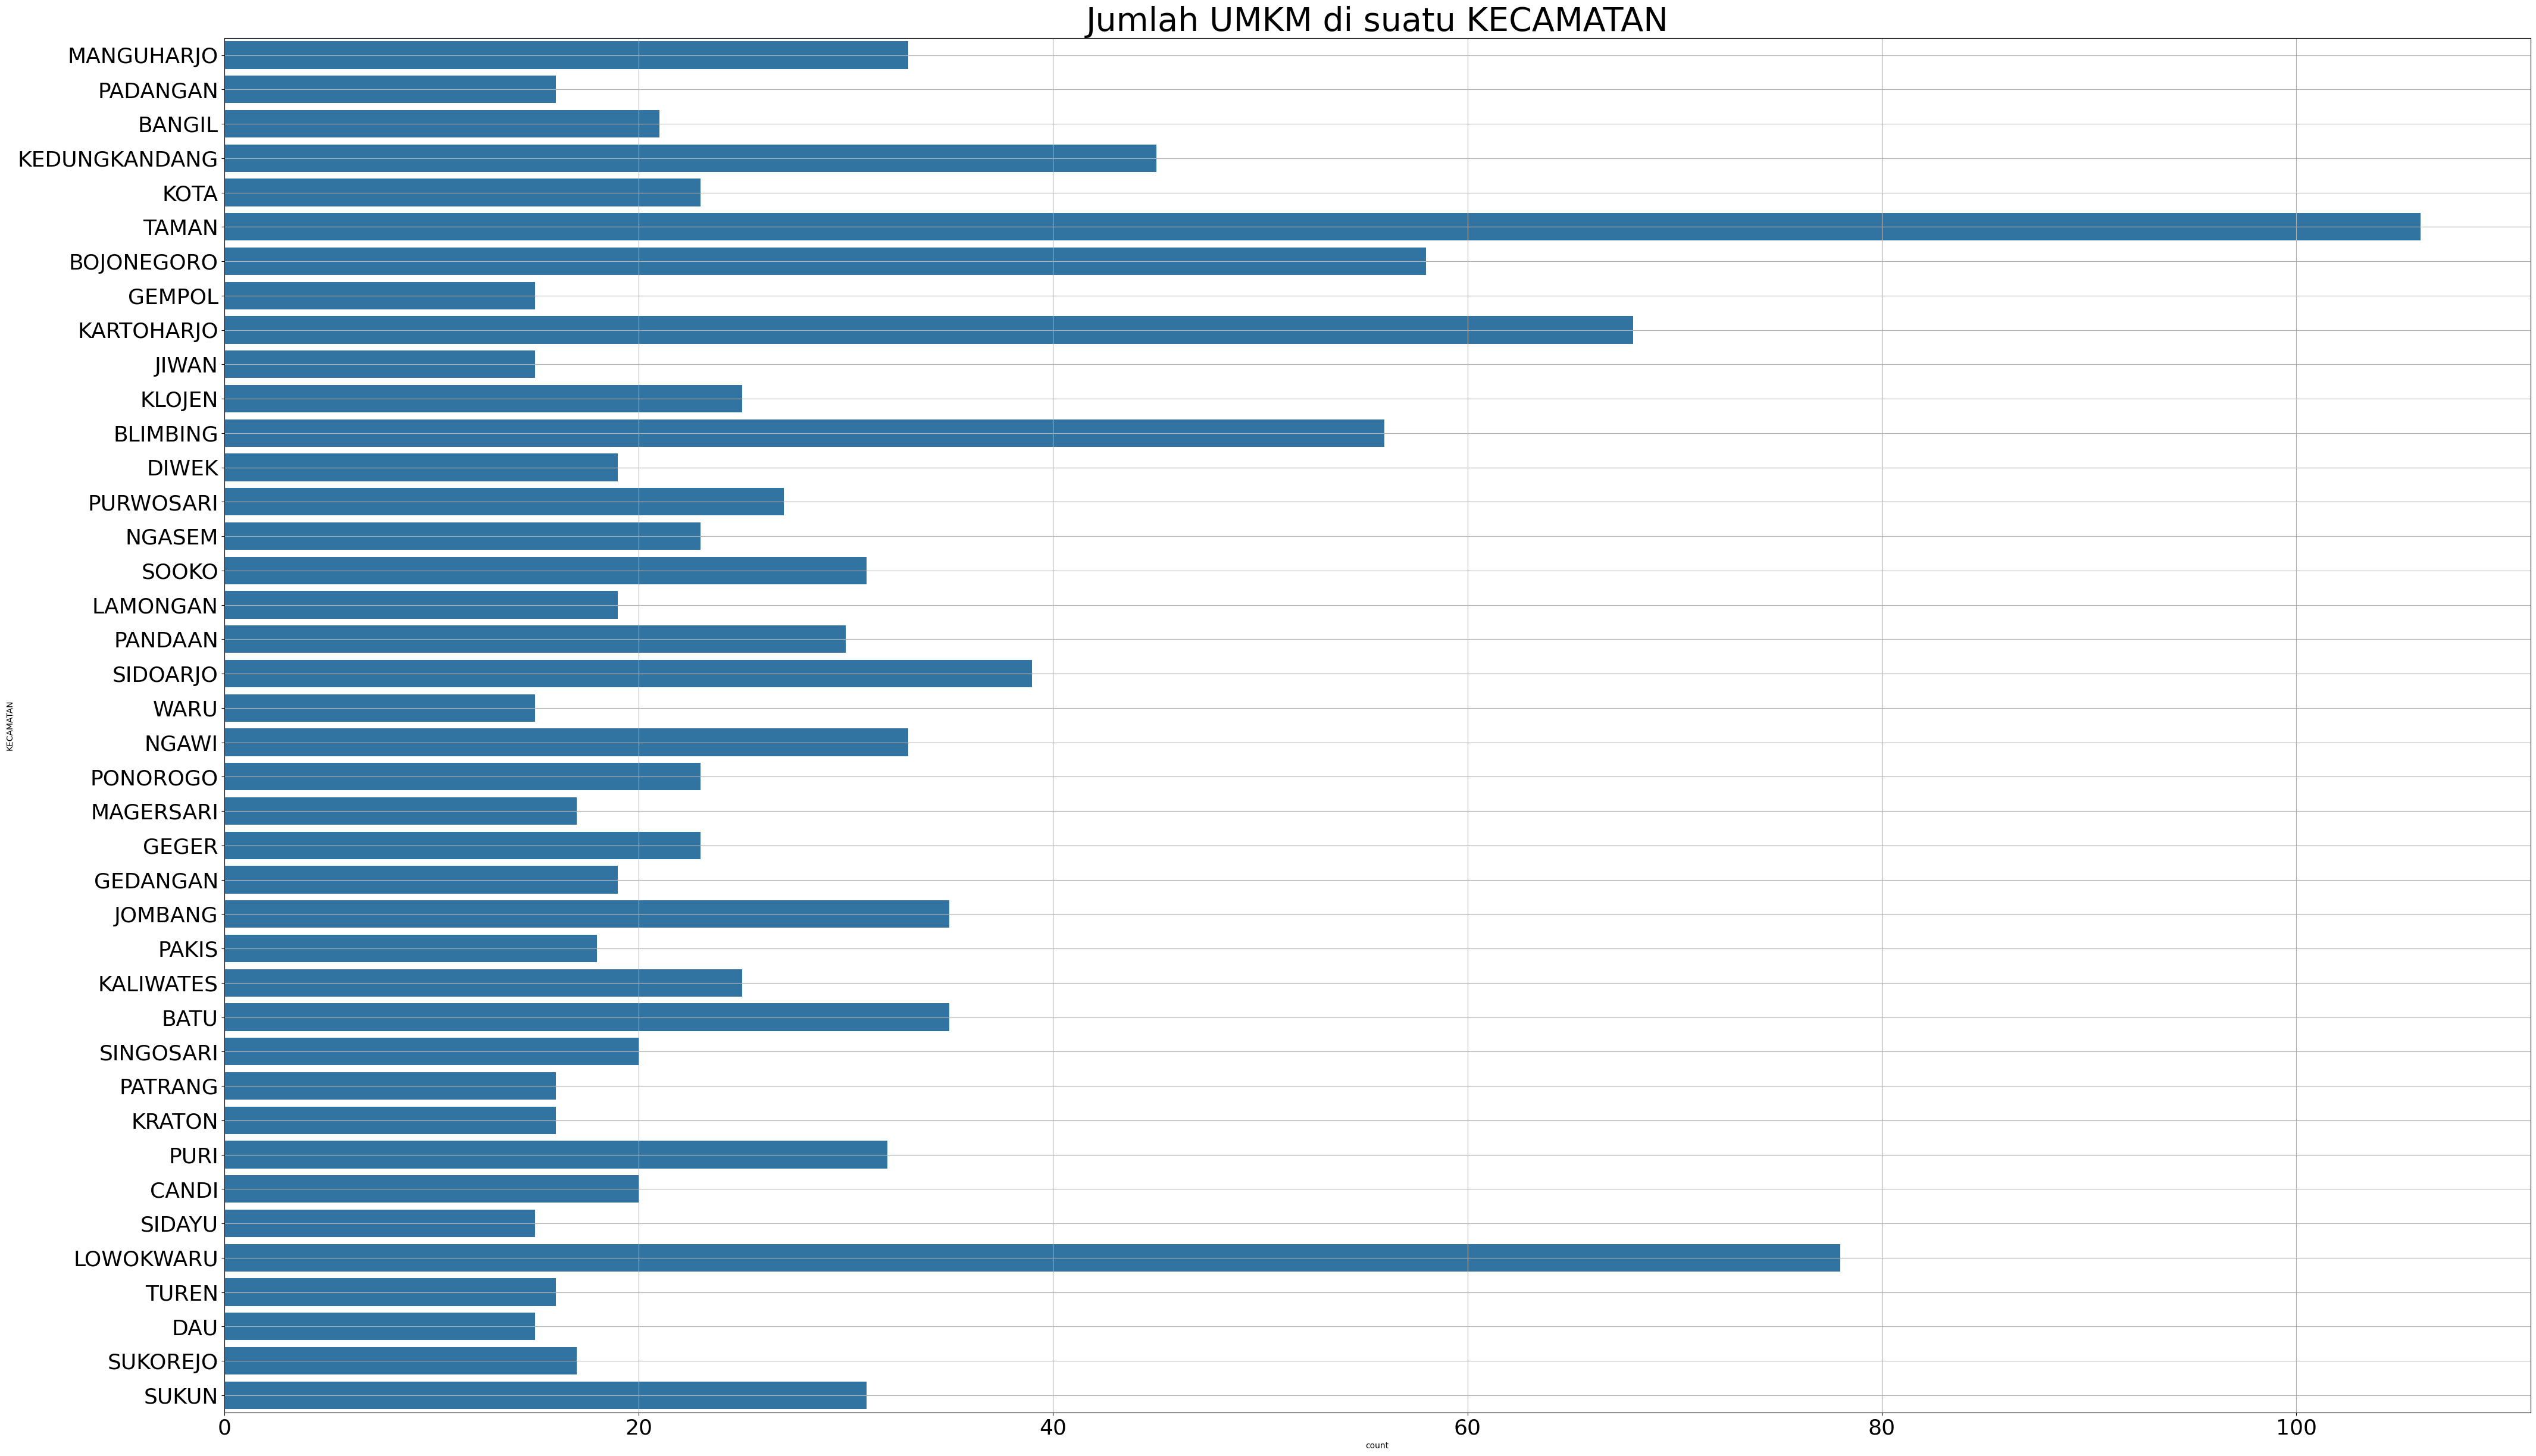 Jumlah UMKM di suatu KECAMATAN
MANGUHARJO
PADANGAN
BANGIL
KEDUNGKANDANG
KOTA
TAMAN
BOJONEGORO
GEMPOL
KARTOHARJO
JIWAN
KLOJEN
BLIMBING
DIWEK
PURWOSARI
NGASEM
SOOKO
LAMONGAN
PANDAAN
SIDOARJO
WARU
NGAWI
PONOROGO
MAGERSARI
GEGER
GEDANGAN
JOMBANG
PAKIS
KALIWATES
BATU
SINGOSARI
PATRANG
KRATON
PURI
CANDI
SIDAYU
LOWOKWARU
TUREN
DAU
SUKOREJO
SUKUN
KECAMATAN
0 20 40 60 80 100
count